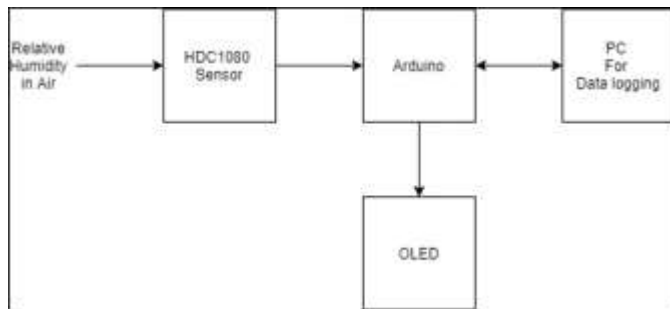 Relative
Humidity
in Air
HDC1080
Sensor
Arduino
PC
For
Data logging
OLED